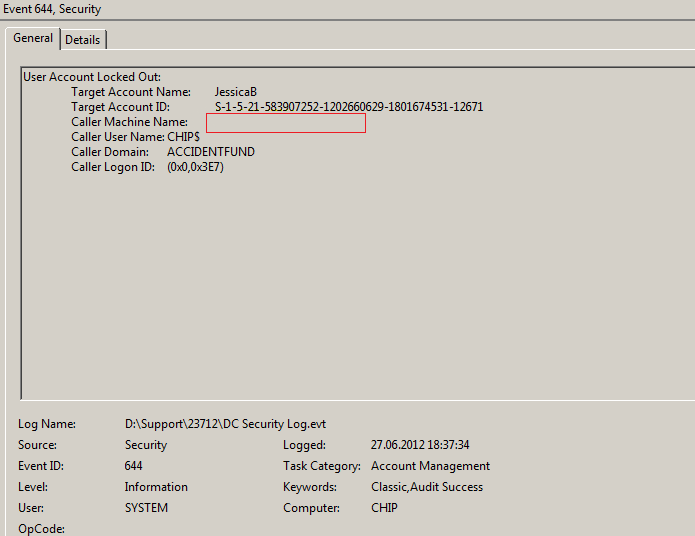 Event 644, Security
General Details
User Account Locked Out:
Target Account Name: JessicaB
Target Account ID: S-1-5-21-583907252-1202660629-1801674531-12671
Caller Machine Name:
Caller User Name: CHIP$
Caller Domain: ACCIDENTFUND
Caller Logon ID: (0x0,0x3E7)
Log Name: D:\Support\23712\DC Security Log.evt
Source: Security Logged: 27.06.2012 18:37:34
Event ID: 644 Task Category: Account Management
Level: Information Keywords: Classic,Audit Success
User: SYSTEM Computer: CHIP
OpCode: